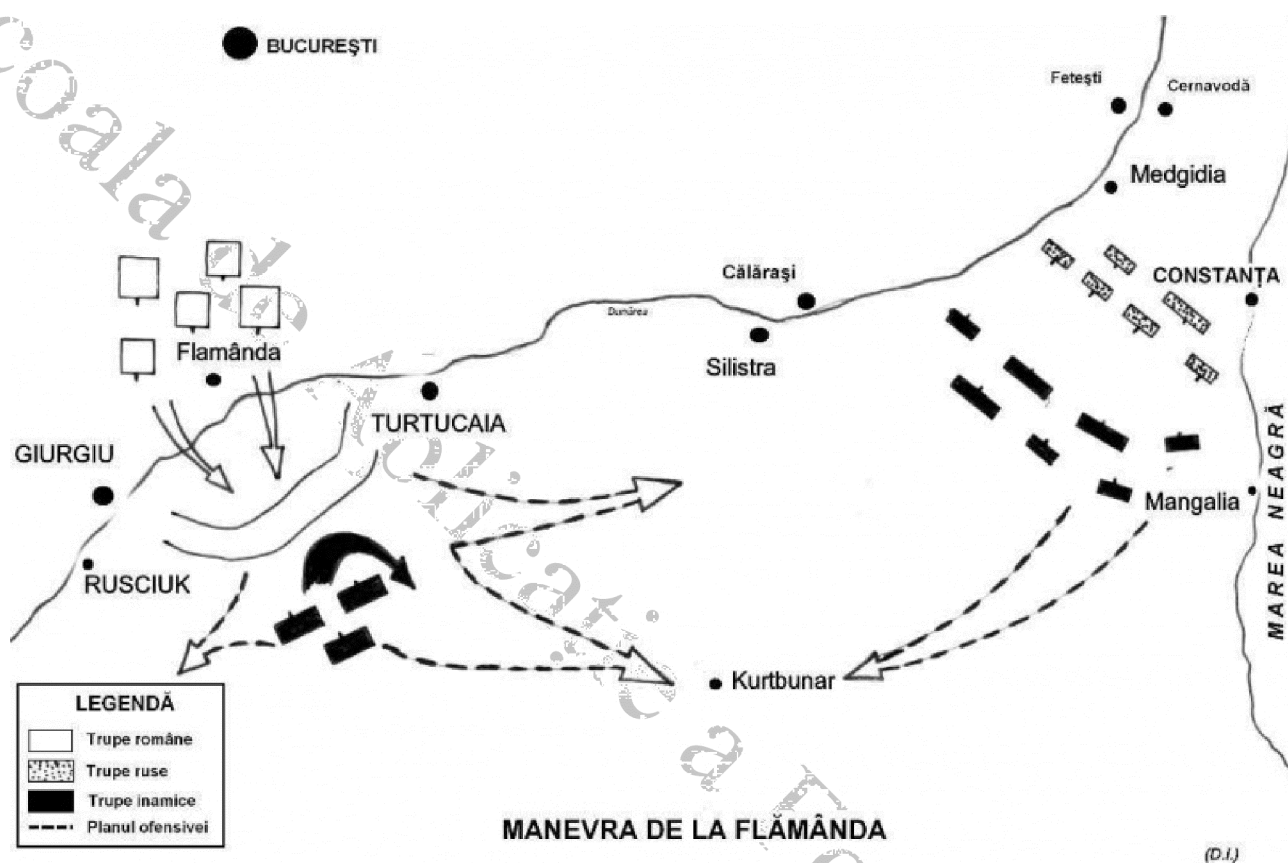 BUCUREŞTI
Feteşti
Cernavodă
Medgidia
CONSTANŢA
Călăraşi
Dunărea
Silistra
Flamânda
TURTUCAIA
GIURGIU
RUSCIUK
Mangalia
MAREA NEAGRĂ
Kurtbunar
LEGENDĂ
Trupe române
Trupe ruse
Trupe inamice
Planul ofensivei
MANEVRA DE LA FLĂMÂNDA
(D.I.)